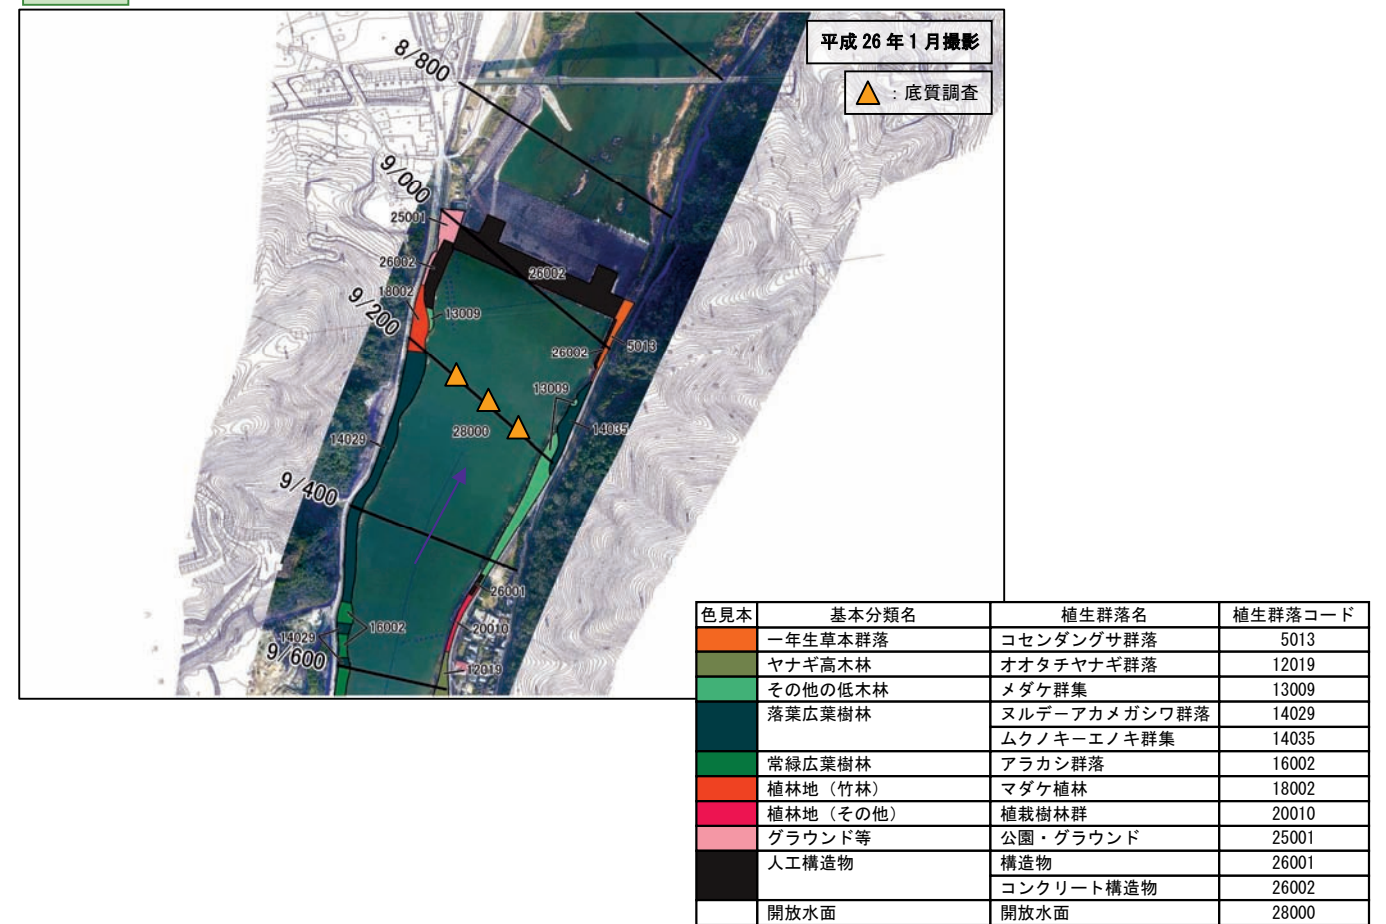 平成 26 年 1 月撮影
：底質調査
8/800
9/000
25001
26002
26002
18002
9/200
13009
5013
26002
13009
14035
28000
14029
9/400
26001
16002
20010
14029
9/600
12019
色見本 基本分類名 植生群落名 植生群落コード
一年生草本群落 コセンダングサ群落 5013
ヤナギ高木林 オオタチヤナギ群落 12019
その他の低木林 メダケ群集 13009
落葉広葉樹林 ヌルデーアカメガシワ群落 14029
ムクノキーエノキ群集 14035
常緑広葉樹林 アラカシ群落 16002
植林地（竹林） マダケ植林 18002
植林地（その他） 植栽樹林群 20010
グラウンド等 公園・グラウンド 25001
人工構造物 構造物 26001
コンクリート構造物 26002
開放水面 開放水面 28000